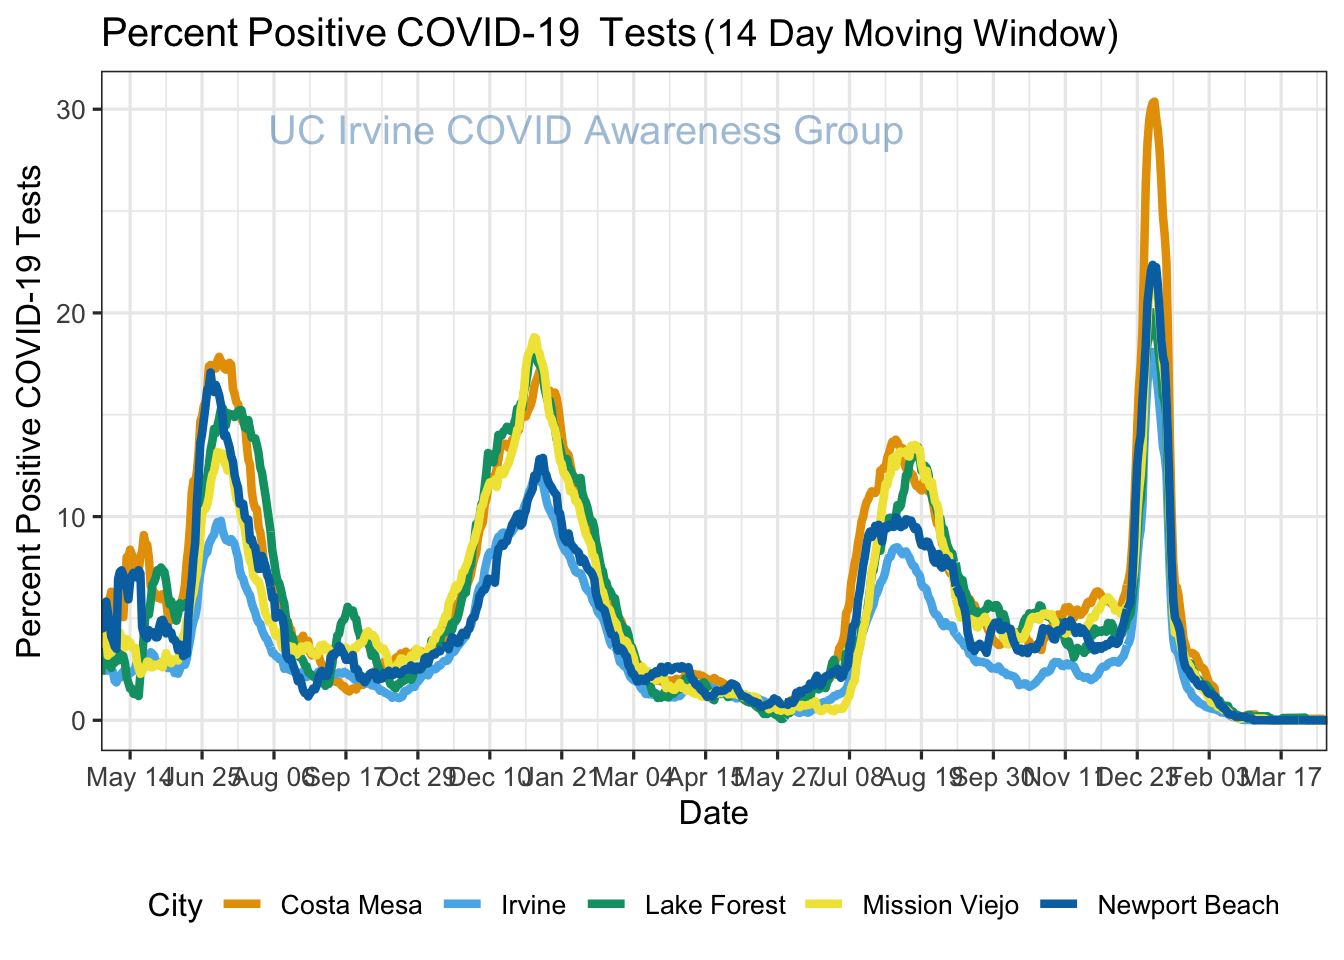 Percent Positive COVID-19 Tests (14 Day Moving Window)
UC Irvine COVID Awareness Group
Percent Positive COVID-19 Tests
30
20
10
0
May 14 Jun 25 Aug 06 Sep 17 Oct 29 Dec 10 Jan 21 Mar 04 Apr 15 May 27 Jul 08 Aug 19 Sep 30 Nov 11 Dec 23 Feb 03 Mar 17
Date
City Costa Mesa Irvine Lake Forest Mission Viejo Newport Beach